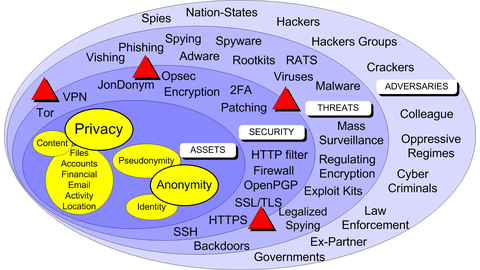 Nation-States
Spies
Hackers
Spying
Spyware
Hackers Groups
Phishing
Vishing
Adware
Rootkits
RATS
Crackers
JonDonym
Opsec
Viruses
Malware
ADVERSARIES
VPN
Encryption
2FA
Patching
THREATS
Tor
Colleague
Privacy
SECURITY
Mass
Surveillance
Content
Files
Accounts
Financial
Email
Activity
Location
ASSETS
Pseudonymity
HTTP filter
Firewall
OpenPGP
SSL/TLS
Regulating
Encryption
Oppressive
Regimes
Anonymity
Exploit Kits
Cyber
Criminals
Identity
HTTPS
Legalized
Spying
Law
Enforcement
SSH
Backdoors
Ex-Partner
Governments